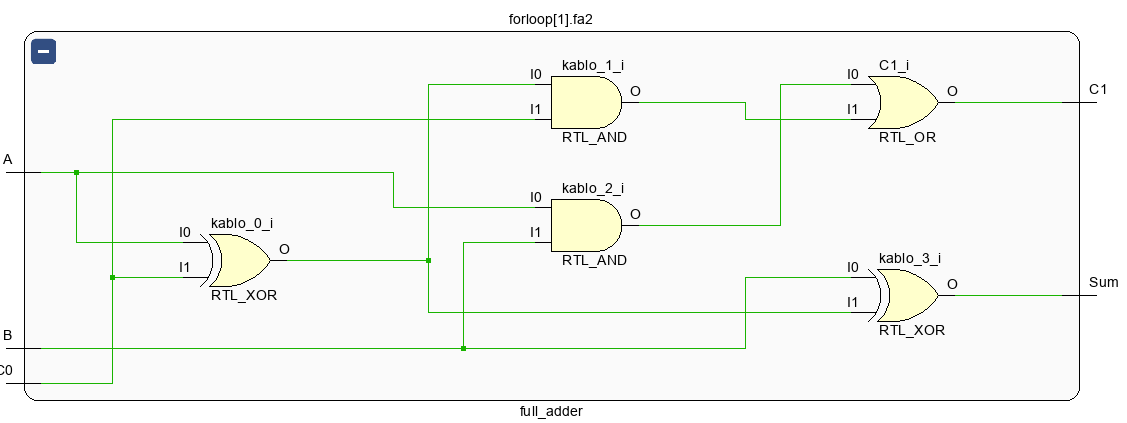 forloop[1].fa2
kablo_1_i
I0
I1
O
RTL_AND
C1_i
I0
I1
O
RTL_OR
C1
A
kablo_2_i
I0
I1
O
RTL_AND
kablo_0_i
I0
I1
O
RTL_XOR
kablo_3_i
I0
I1
O
RTL_XOR
Sum
B
C0
full_adder